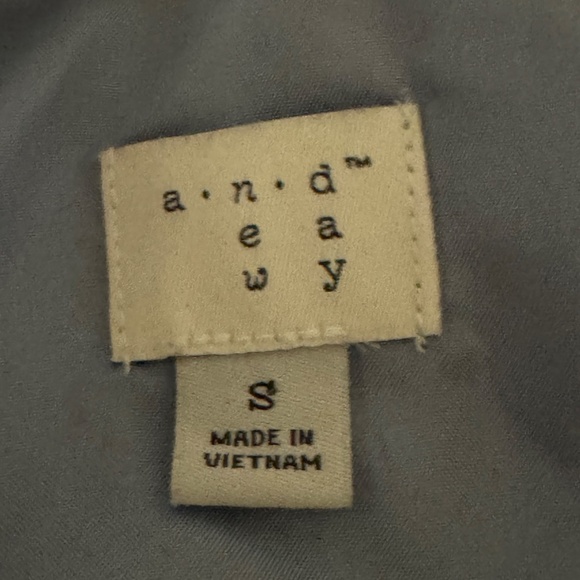 a · n · d™
e a
w y
S
MADE IN
VIETNAM